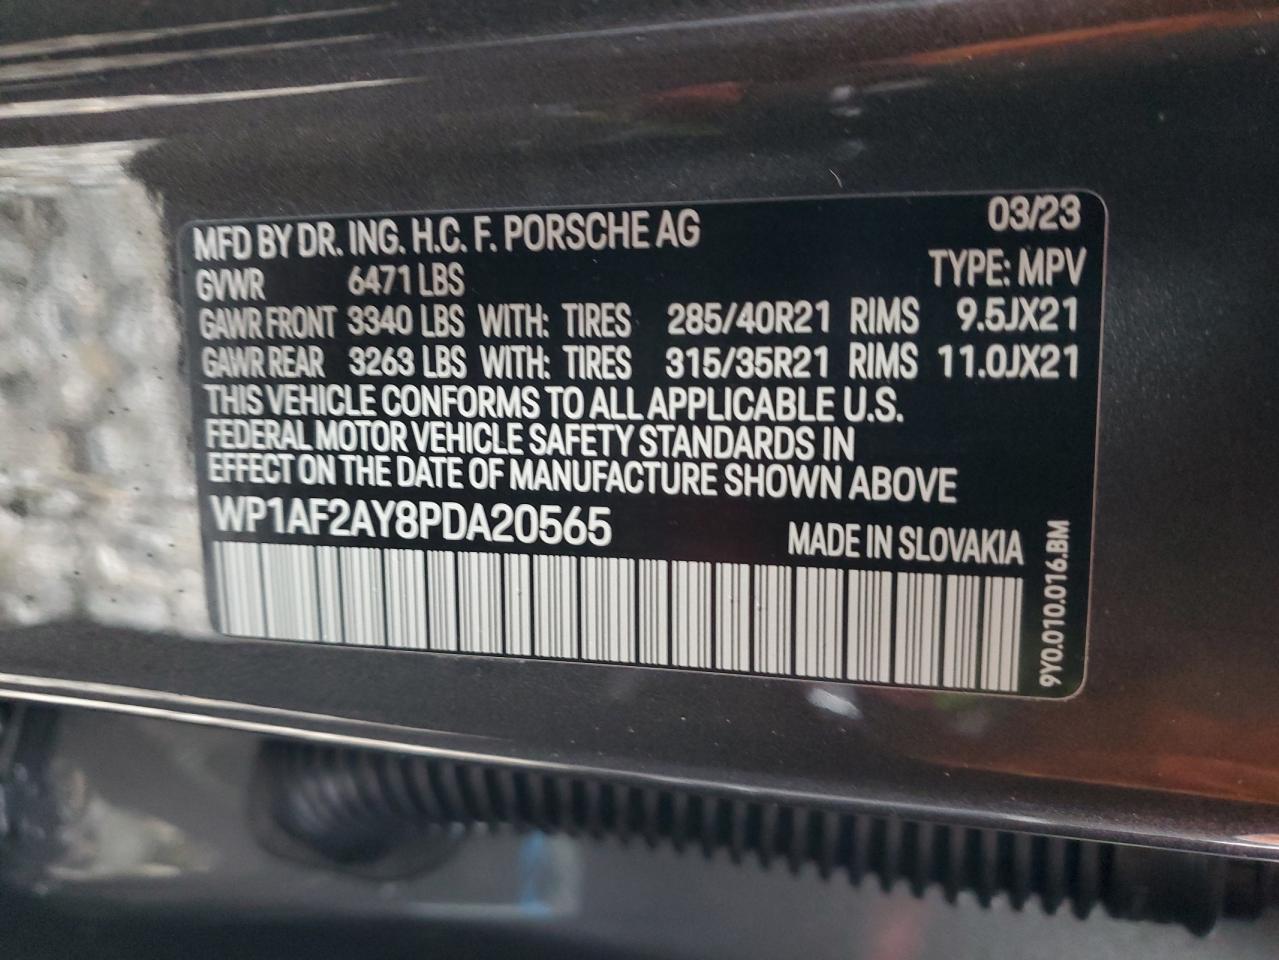 MFD BY DR. ING. H.C. F. PORSCHE AG 03/23
GVWR 6471 LBS TYPE: MPV
GAWR FRONT 3340 LBS WITH: TIRES 285/40R21 RIMS 9.5JX21
GAWR REAR 3263 LBS WITH: TIRES 315/35R21 RIMS 11.0JX21
THIS VEHICLE CONFORMS TO ALL APPLICABLE U.S.
FEDERAL MOTOR VEHICLE SAFETY STANDARDS IN
EFFECT ON THE DATE OF MANUFACTURE SHOWN ABOVE
WP1AF2AY8PDA20565 MADE IN SLOVAKIA
9Y0.010.016.BM